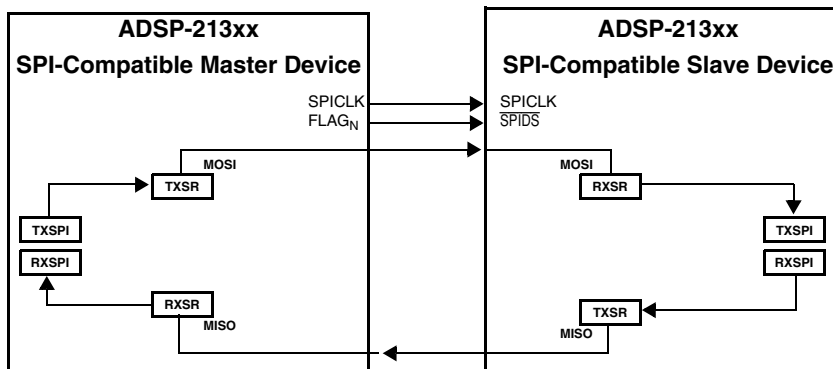 ADSP-213xx
SPI-Compatible Master Device
SPICLK
FLAGN
MOSI
TXSR
TXSPI
RXSPI
RXSR
MISO
ADSP-213xx
SPI-Compatible Slave Device
SPICLK
SPIDS
MOSI
RXSR
TXSPI
RXSPI
TXSR
MISO